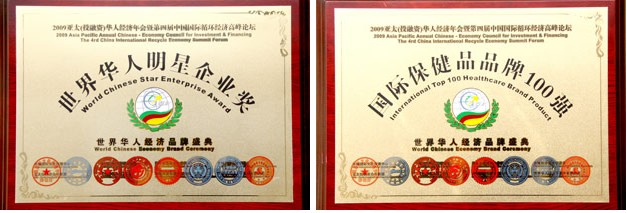 2009亚太(投融资)华人经济年会暨第四届中国国际循环经济高峰论坛
2009 Asia Pacific Annual Chinese - Economy Council for Investment & Financing
The 4rd China International Recycle Economy Summit Forum
世界华人明星企业奖
World Chinese Star Enterprise Award
世界华人经济品牌盛典
World Chinese Economy Brand Ceremony
2009亚太(投融资)华人经济年会暨第四届中国国际循环经济高峰论坛
2009 Asia Pacific Annual Chinese - Economy Council for Investment & Financing
The 4rd China International Recycle Economy Summit Forum
国际保健品品牌100强
International Top 100 Healthcare Brand Product
世界华人经济品牌盛典
World Chinese Economy Brand Ceremony